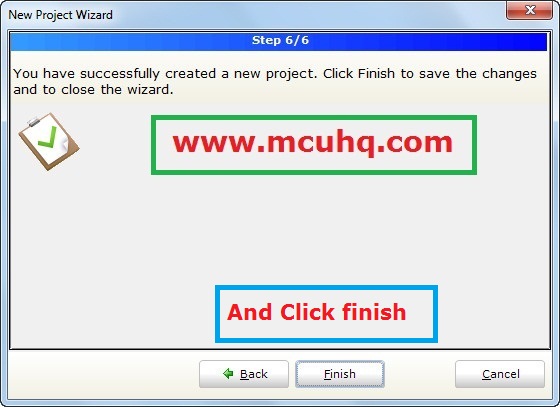 New Project Wizard
Step 6/6
You have successfully created a new project. Click Finish to save the changes
and to close the wizard.
www.mcuhq.com
And Click finish
Back
Finish
Cancel